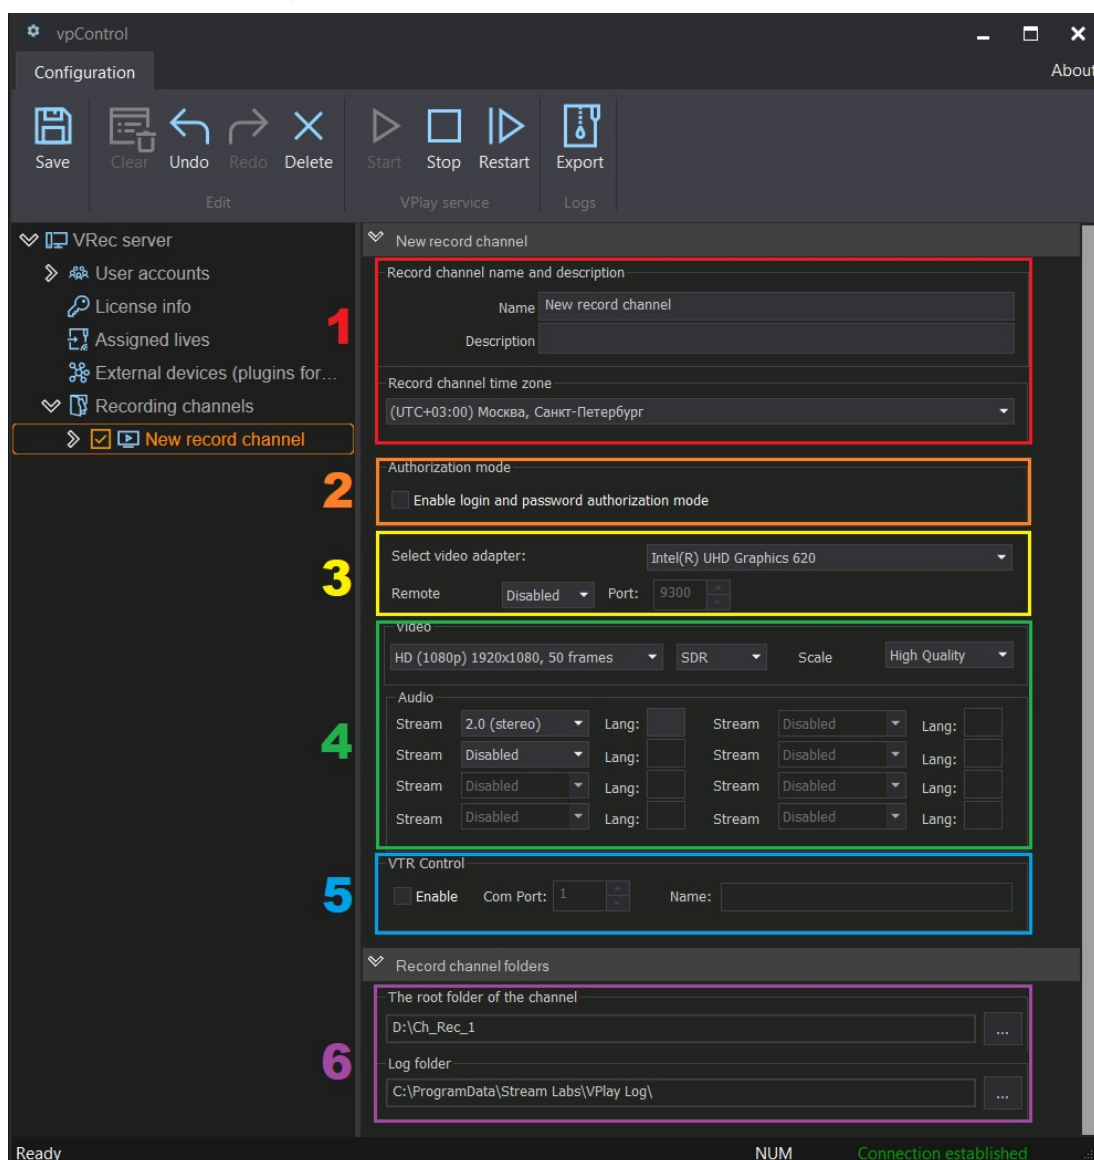 vpControl
Configuration
About
Save
Clear
Undo
Redo
Delete
Start
Stop
Restart
Export
Edit
VPlay service
Logs
VRec server
User accounts
License info
Assigned lives
External devices (plugins for...
Recording channels
New record channel
New record channel
1
Record channel name and description
Name New record channel
Description
Record channel time zone
(UTC+03:00) Москва, Санкт-Петербург
2
Authorization mode
Enable login and password authorization mode
3
Select video adapter: Intel(R) UHD Graphics 620
Remote Disabled Port: 9300
4
Video
HD (1080p) 1920x1080, 50 frames SDR Scale High Quality
Audio
Stream 2.0 (stereo) Lang: Stream Disabled Lang:
Stream Disabled Lang: Stream Disabled Lang:
Stream Disabled Lang: Stream Disabled Lang:
Stream Disabled Lang: Stream Disabled Lang:
5
VTR Control
Enable Com Port: 1 Name:
Record channel folders
6
The root folder of the channel
D:\Ch_Rec_1 ...
Log folder
C:\ProgramData\Stream Labs\VPlay Log\ ...
Ready NUM Connection established